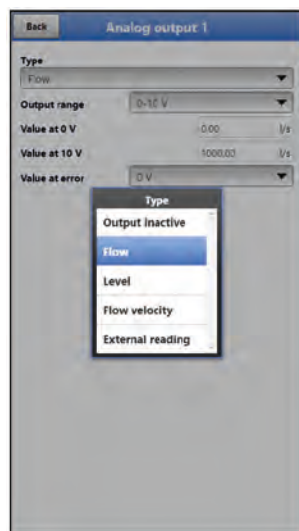 Back
Analog output 1
Type
Flow
Output range 0-10 V
Value at 0 V 0.00 l/s
Value at 10 V 1000.00 l/s
Value at error 0 V
Type
Output inactive
Flow
Level
Flow velocity
External reading